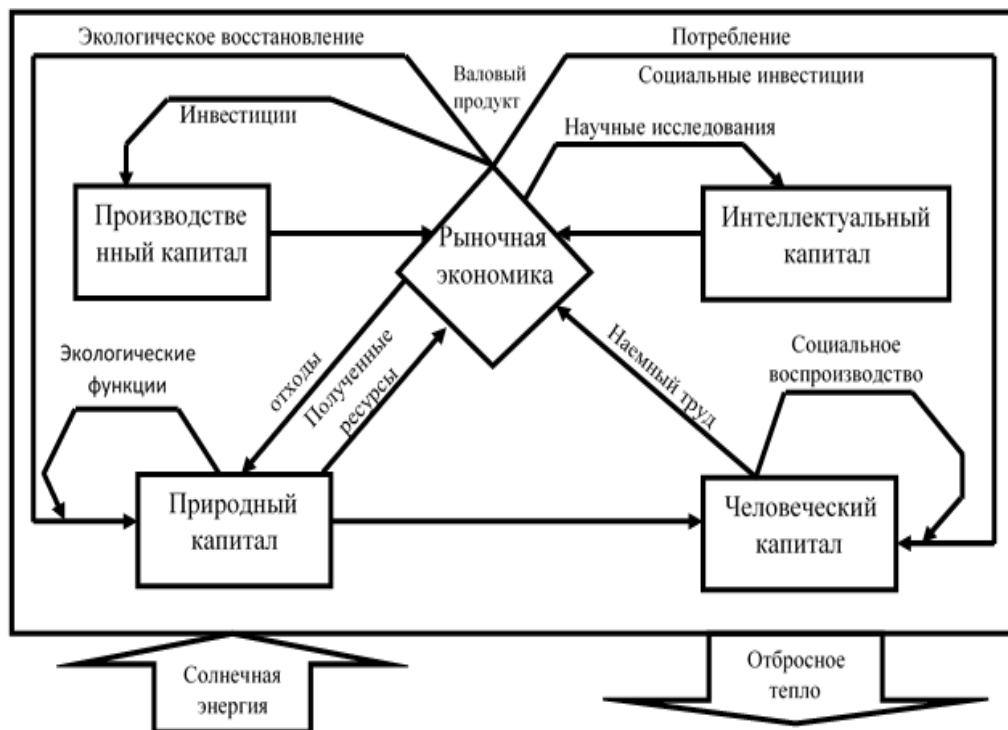 Экологическое восстановление
Потребление
Валовый
продукт
Социальные инвестиции
Инвестиции
Научные исследования
Производстве
нный капитал
Рыночная
экономика
Интеллектуальный
капитал
Экологические
функции
отходы
Полученные
ресурсы
Наемный труд
Социальное
воспроизводство
Природный
капитал
Человеческий
капитал
Солнечная
энергия
Отбросное
тепло